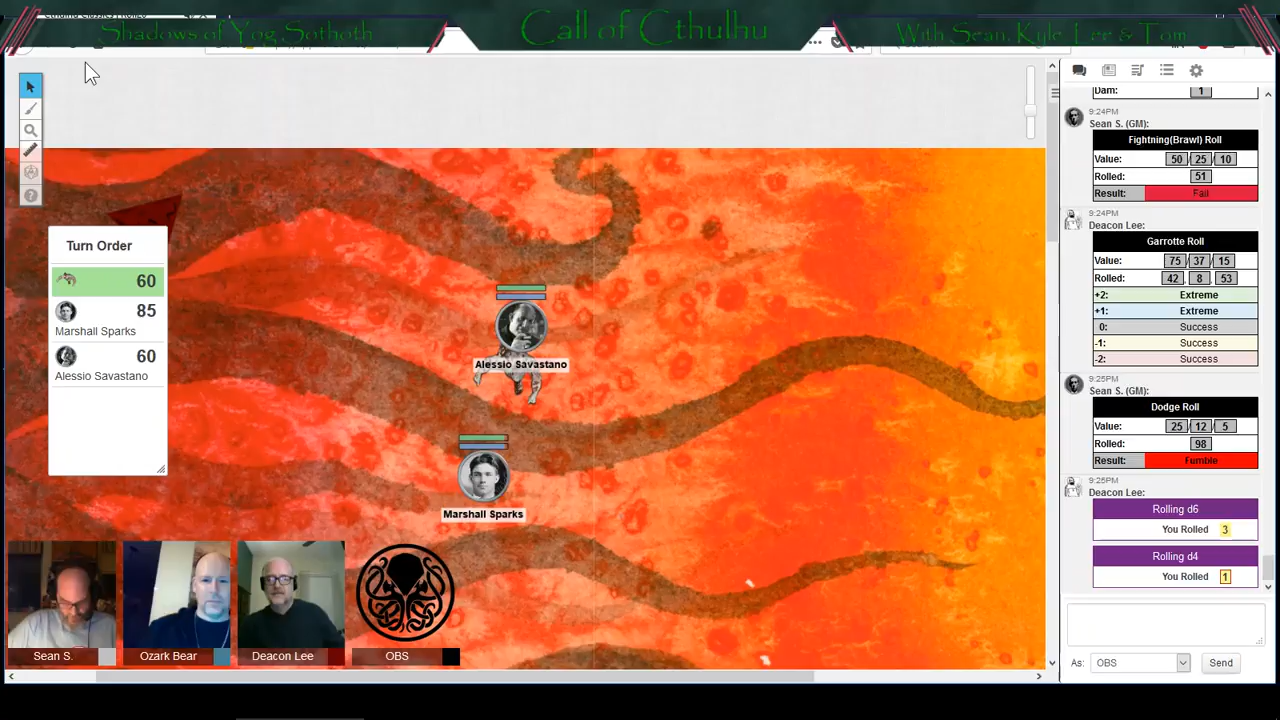 Shadows of Yog Sothoth
Call of Cthulhu
With Sean, Kyle, Lee & Tom
Turn Order
60
85
Marshall Sparks
60
Alessio Savastano
Alessio Savastano
Marshall Sparks
Sean S.
Ozark Bear
Deacon Lee
OBS
Dam: 1
9:24PM
Sean S. (GM):
Fightning(Brawl) Roll
Value: 50 / 25 / 10
Rolled: 51
Result: Fail
9:24PM
Deacon Lee:
Garrotte Roll
Value: 75 / 37 / 15
Rolled: 42, 8, 53
+2: Extreme
+1: Extreme
0: Success
-1: Success
-2: Success
9:25PM
Sean S. (GM):
Dodge Roll
Value: 25 / 12 / 5
Rolled: 98
Result: Fumble
9:25PM
Deacon Lee:
Rolling d6
You Rolled 3
Rolling d4
You Rolled 1
As: OBS
Send